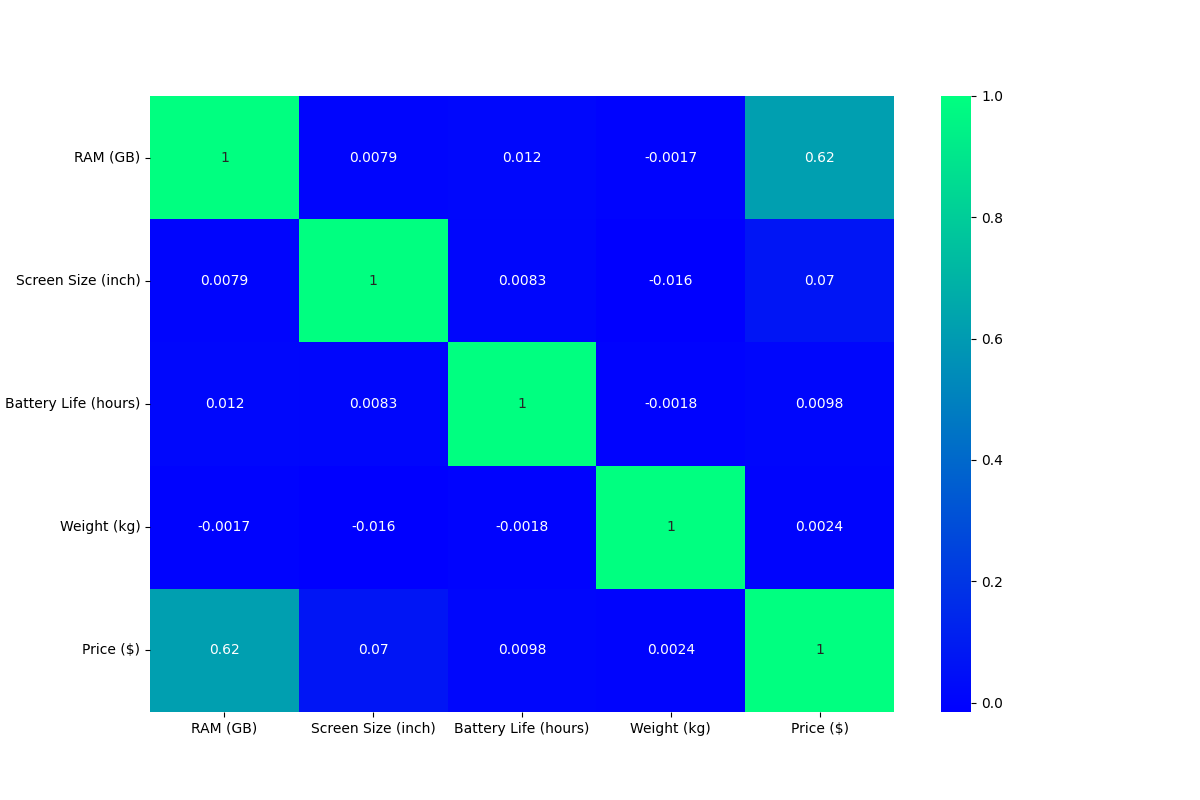 1.0
RAM (GB) 1 0.0079 0.012 -0.0017 0.62
0.8
Screen Size (inch) 0.0079 1 0.0083 -0.016 0.07
0.6
Battery Life (hours) 0.012 0.0083 1 -0.0018 0.0098
0.4
Weight (kg) -0.0017 -0.016 -0.0018 1 0.0024
0.2
Price ($) 0.62 0.07 0.0098 0.0024 1
0.0
RAM (GB) Screen Size (inch) Battery Life (hours) Weight (kg) Price ($)